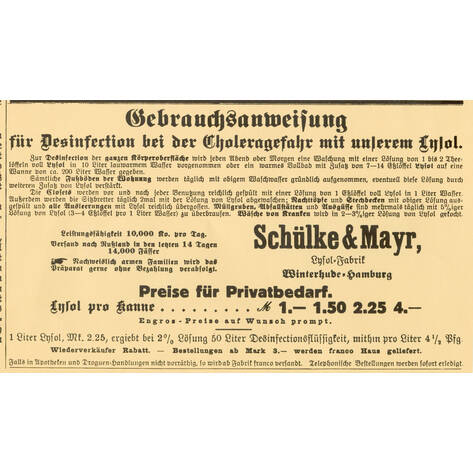 Gebrauchsanweisung
für Desinfection bei der Choleragefahr mit unserem Lysol.
Zur Desinfection der ganzen Körperoberfläche wird jeden Abend oder Morgen eine Waschung mit einer Lösung von 1 bis 2 Thee-
löffeln voll Lysol in 10 Liter lauwarmem Wasser vorgenommen oder ein warmes Vollbad mit Zusatz von 7—14 Eßlöffel Lysol auf eine
Wanne von ca. 200 Liter Wasser gegeben.
Sämtliche Fußböden der Wohnung werden täglich mit obigem Waschwasser gründlich aufgenommen, eventuell diese Lösung durch
weiteren Zusatz von Lysol verstärkt.
Die Closets werden vor und nach jeder Benutzung reichlich gespült mit einer Lösung von 1 Eßlöffel voll Lysol in 1 Liter Wasser.
Außerdem werden die Sitzbretter täglich 2mal mit der Lösung von obigem abgewaschen; Nachttöpfe und Stechbecken mit obiger Lösung aus-
gespült und alle Ausleerungen mit Lysol reichlich übergossen. Müllgruben, Abfallstätten und Ausgüsse sind mehrmals täglich mit 5%iger
Lösung von Lysol (3—4 Eßlöffel pro 1 Liter Wasser) zu überbrausen. Wäsche von Kranken wird in 2—3%iger Lösung von Lysol gekocht.
Leistungsfähigkeit 10,000 Ko. pro Tag.
Versand nach Rußland in den letzten 14 Tagen
14,000 Fässer
☛ Nachweislich armen Familien wird das
Präparat gerne ohne Bezahlung verabfolgt.
Schülke & Mayr,
Lysol-Fabrik
Winterhude-Hamburg
Preise für Privatbedarf.
Lysol pro Kanne . . . . . . . . . M 1.— 1.50 2.25 4.—
Engros-Preise auf Wunsch prompt.
1 Liter Lysol, Mk. 2.25, ergiebt bei 2% Lösung 50 Liter Desinfectionsflüssigkeit, mithin pro Liter 4½ Pfg
Wiederverkäufer Rabatt. — Bestellungen ab Mark 3.— werden franco Haus geliefert.
Falls in Apotheken und Droguen-Handlungen nicht vorräthig, so wird ab Fabrik franco versandt. Telephonische Bestellungen werden sofort erledigt.